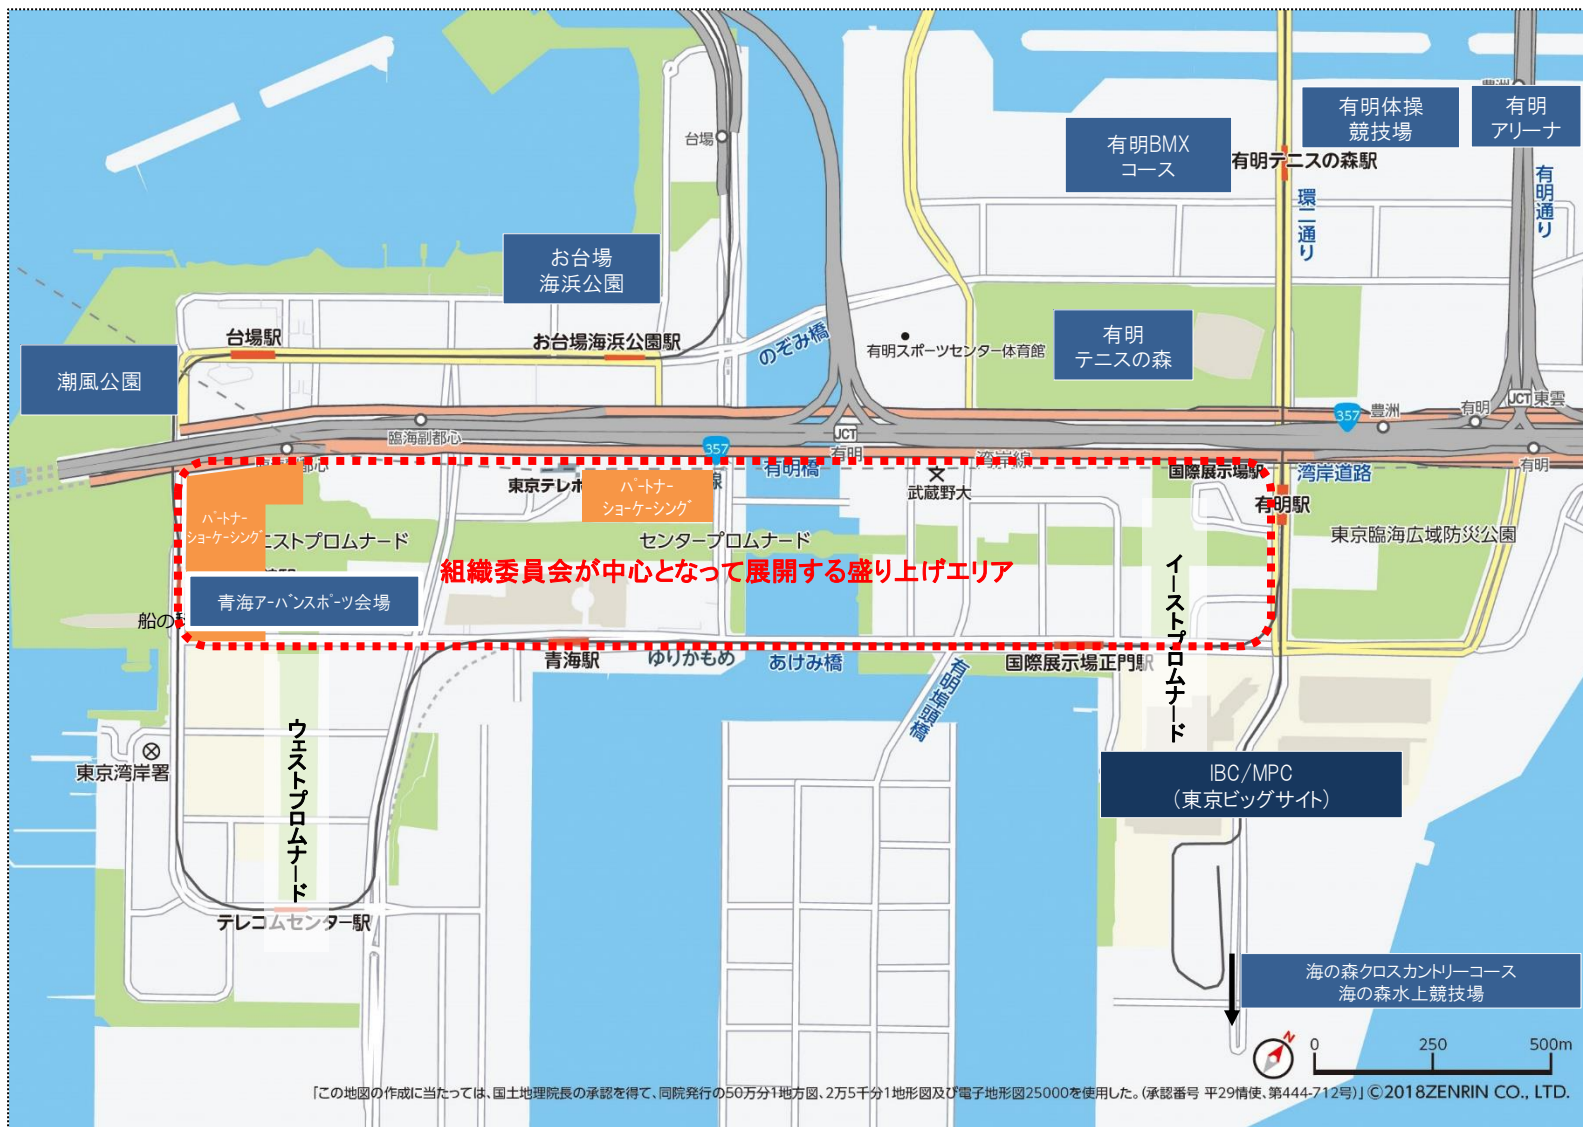 豊洲
有明体操
競技場
有明
アリーナ
有明BMX
コース
台場
有明テニスの森駅
有明通り
環二通り
お台場
海浜公園
台場駅
お台場海浜公園駅
のぞみ橋
有明スポーツセンター体育館
有明
テニスの森
潮風公園
臨海副都心
357
JCT
有明
357
豊洲
有明
JCT
東雲
有明
有明橋
湾岸線
国際展示場駅
湾岸道路
東京テレポ
線
武蔵野大
有明駅
パートナー
ショーケーシング
パートナー
ショーケーシング
エストプロムナード
センタープロムナード
東京臨海広域防災公園
組織委員会が中心となって展開する盛り上げエリア
青海アーバンスポーツ会場
船の科
イーストプロムナード
青海駅
ゆりかもめ
あけみ橋
国際展示場正門駅
有明埠頭橋
ウェストプロムナード
東京湾岸署
IBC/MPC
（東京ビッグサイト）
テレコムセンター駅
海の森クロスカントリーコース
海の森水上競技場
N
0 250 500m
「この地図の作成に当たっては、国土地理院長の承認を得て、同院発行の50万分1地方図、2万5千分1地形図及び電子地形図25000を使用した。（承認番号 平29情使、第444-712号）」©2018ZENRIN CO., LTD.